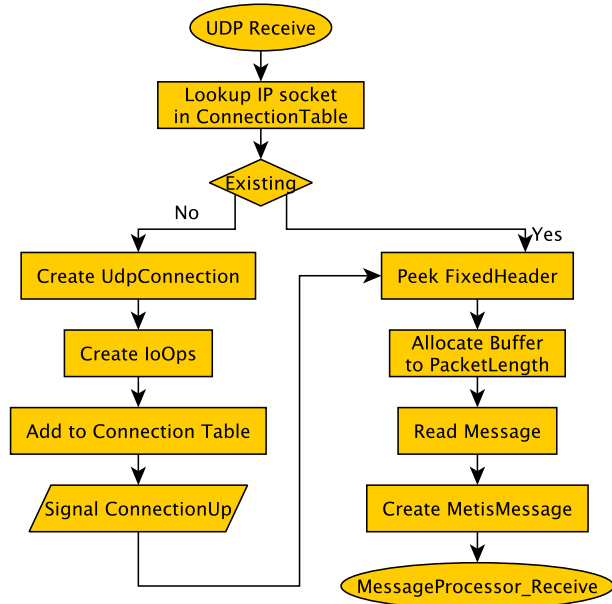 UDP Receive
Lookup IP socket
in ConnectionTable
Existing
No
Yes
Create UdpConnection
Peek FixedHeader
Create IoOps
Allocate Buffer
to PacketLength
Add to Connection Table
Read Message
Signal ConnectionUp
Create MetisMessage
MessageProcessor_Receive